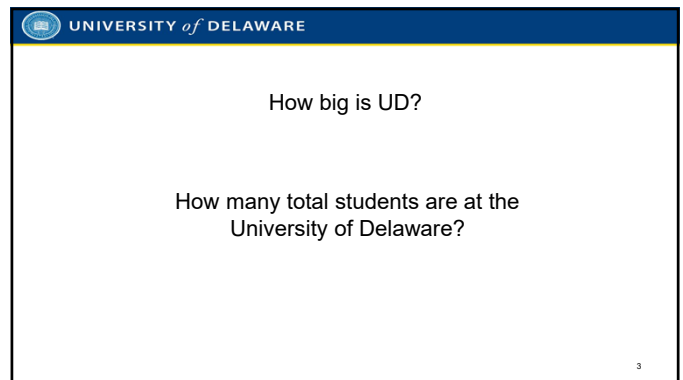 UNIVERSITY of DELAWARE
How big is UD?
How many total students are at the
University of Delaware?
3